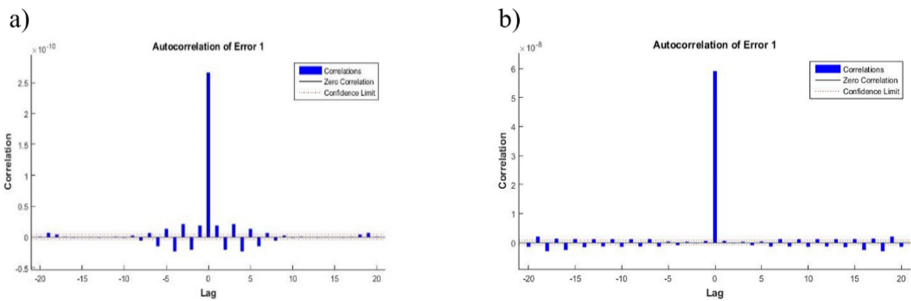 a)
×10⁻¹⁰
Autocorrelation of Error 1
Correlations
Zero Correlation
Confidence Limit
Correlation
2.5
2
1.5
1
0.5
0
-0.5
-20 -15 -10 -5 0 5 10 15 20
Lag
b)
×10⁻⁸
Autocorrelation of Error 1
Correlations
Zero Correlation
Confidence Limit
Correlation
6
5
4
3
2
1
0
-20 -15 -10 -5 0 5 10 15 20
Lag